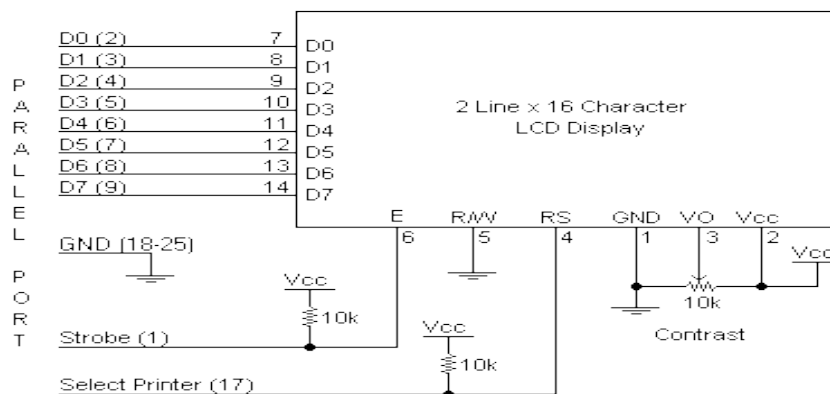 PARALLEL PORT
D0 (2) 7 D0
D1 (3) 8 D1
D2 (4) 9 D2
D3 (5) 10 D3
D4 (6) 11 D4
D5 (7) 12 D5
D6 (8) 13 D6
D7 (9) 14 D7
2 Line x 16 Character
LCD Display
E R/W RS GND VO Vcc
6 5 4 1 3 2
GND (18-25)
Vcc
Vcc
10k
10k
Vcc
Contrast
Strobe (1)
10k
Select Printer (17)